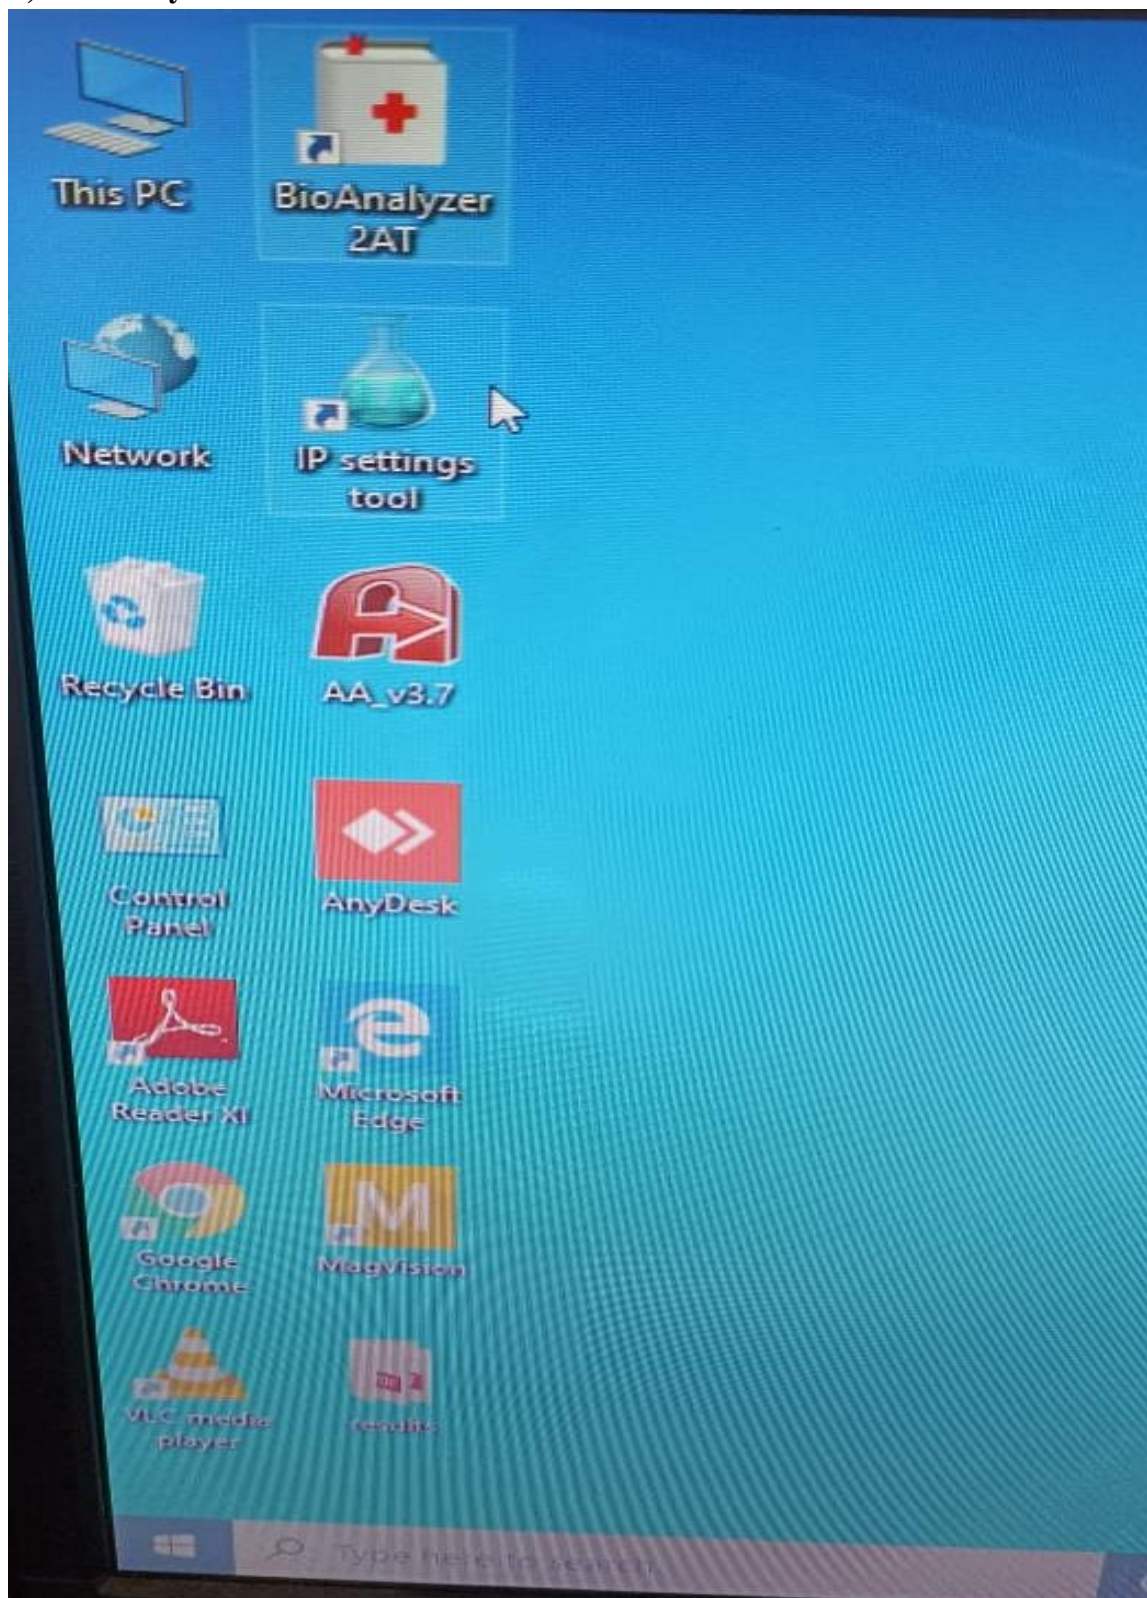 This PC
BioAnalyzer
2AT
Network
IP settings
tool
Recycle Bin
AA_v3.7
Control
Panel
AnyDesk
Adobe
Reader XI
Microsoft
Edge
Google
Chrome
M
MagVision
VLC media
player
Type here to search